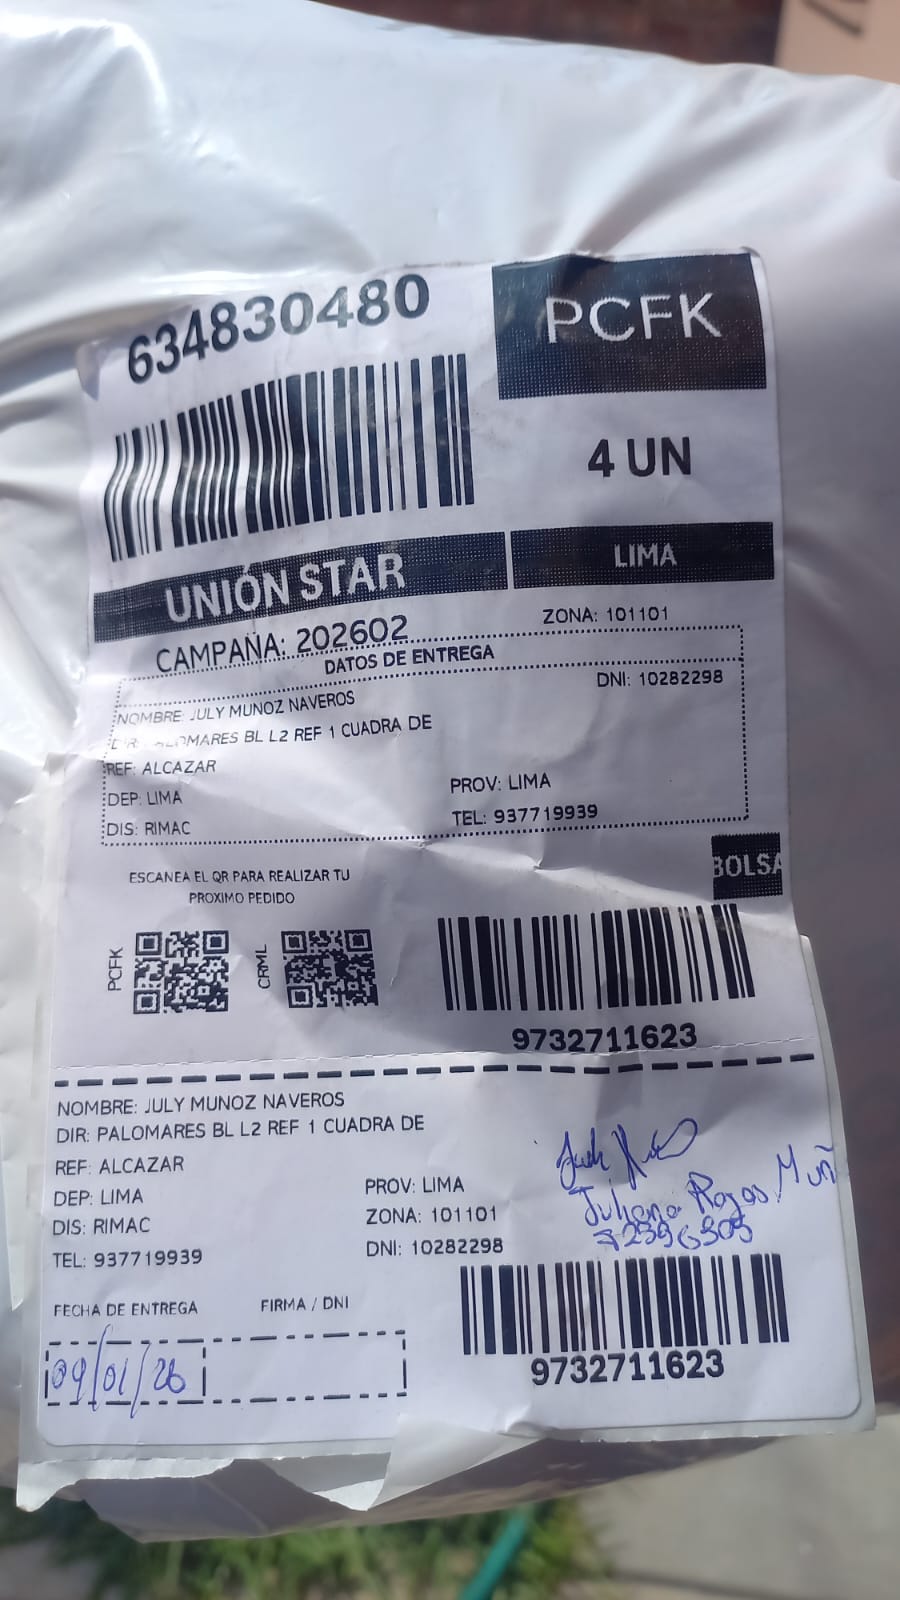 634830480
PCFK
4 UN
UNIÓN STAR
LIMA
CAMPAÑA: 202602
ZONA: 101101
DATOS DE ENTREGA
DNI: 10282298
NOMBRE: JULY MUNOZ NAVEROS
DIR: PALOMARES BL L2 REF 1 CUADRA DE
REF: ALCAZAR
DEP: LIMA
PROV: LIMA
DIS: RIMAC
TEL: 937719939
BOLSA
ESCANEA EL QR PARA REALIZAR TU
PROXIMO PEDIDO
PCFK
CRML
9732711623
NOMBRE: JULY MUNOZ NAVEROS
DIR: PALOMARES BL L2 REF 1 CUADRA DE
REF: ALCAZAR
DEP: LIMA
PROV: LIMA
DIS: RIMAC
ZONA: 101101
TEL: 937719939
DNI: 10282298
Juliana Rojas Muñ
FECHA DE ENTREGA
FIRMA / DNI
09/01/26
9732711623